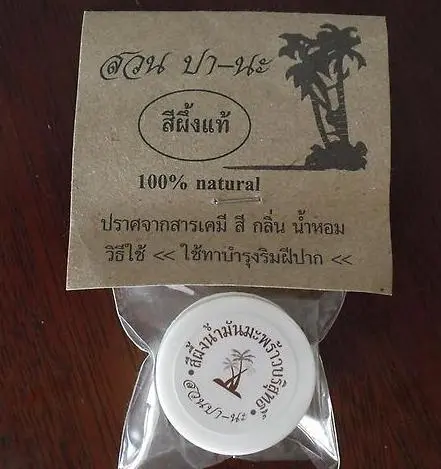 สวน ปา-นะ
สีผึ้งแท้
100% natural
ปราศจากสารเคมี สี กลิ่น น้ำหอม
วิธีใช้ << ใช้ทาบำรุงริมฝีปาก <<
สีผึ้งน้ำมันมะพร้าวบริสุทธิ์
สวนปา-นะ